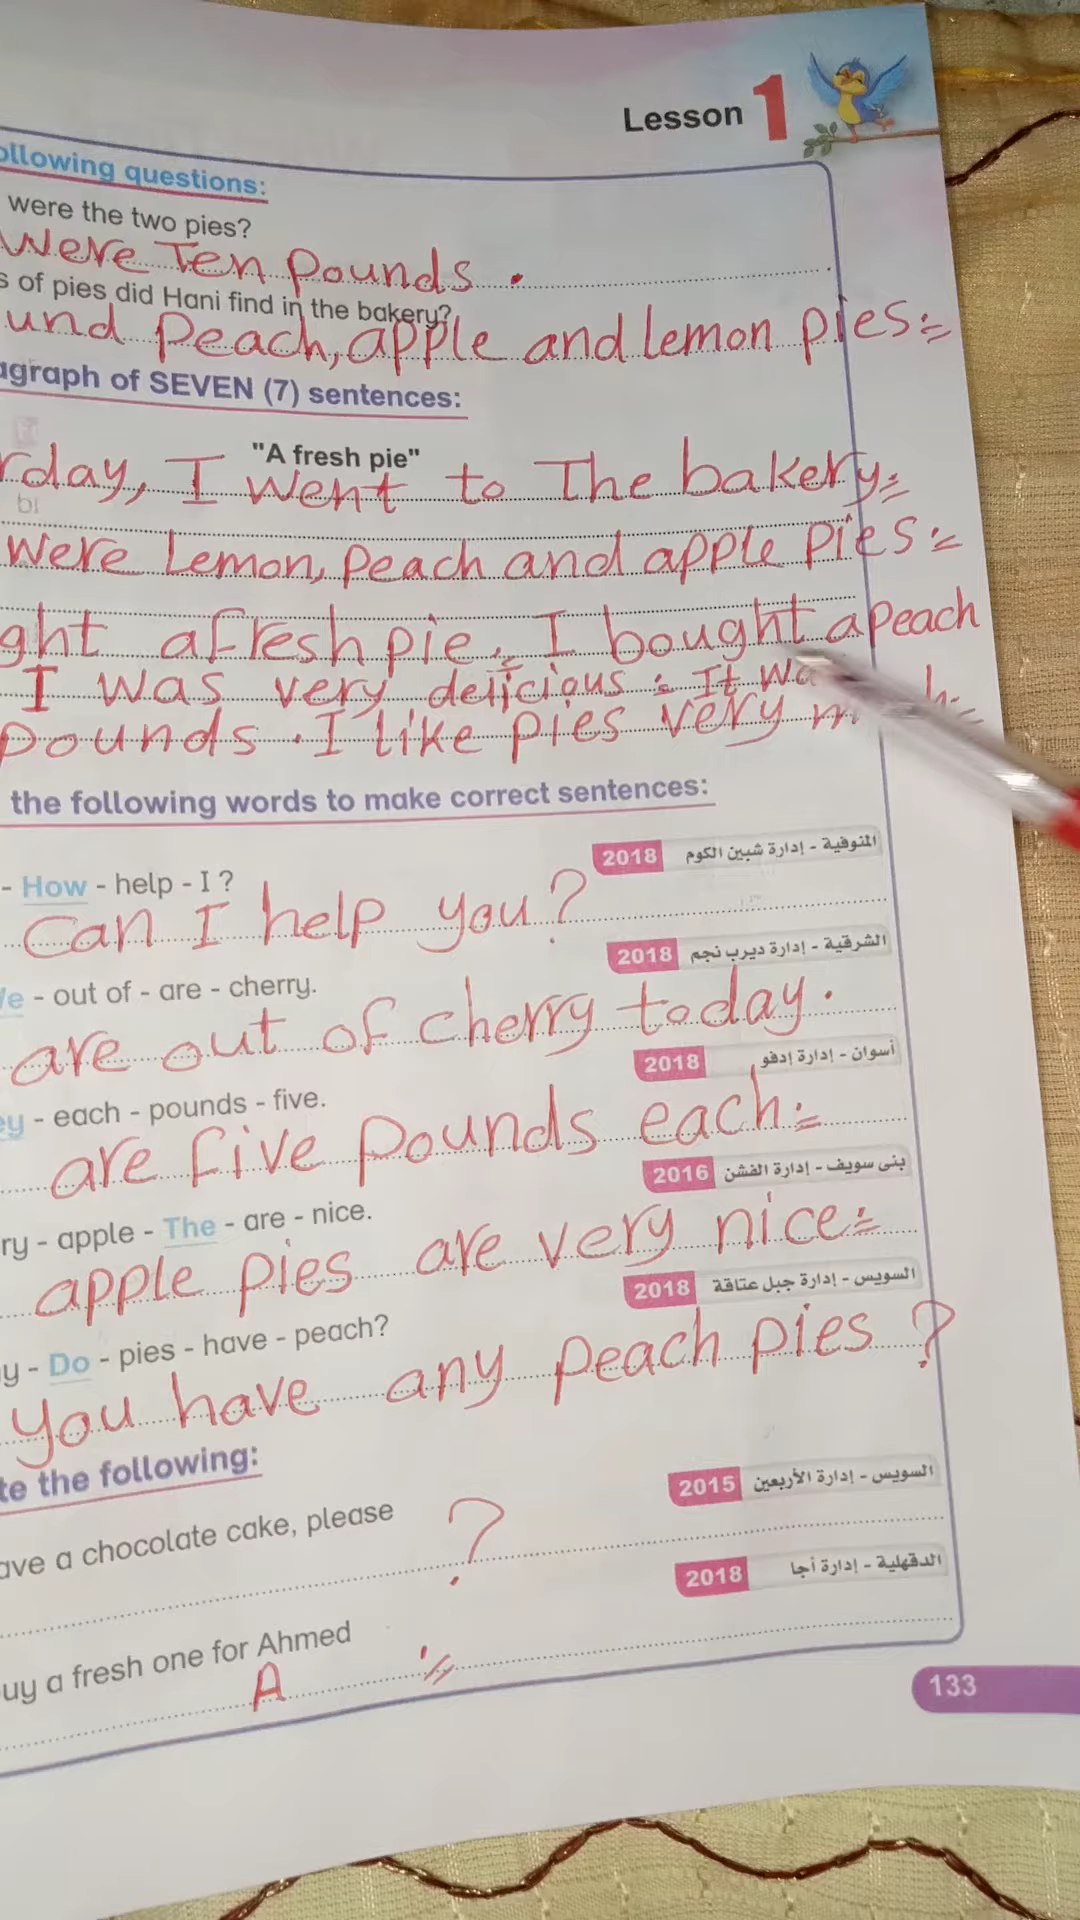 Lesson 1
ollowing questions:
were the two pies?
were Ten pounds .
s of pies did Hani find in the bakery?
und Peach, apple and lemon pies.
agraph of SEVEN (7) sentences:
"A fresh pie"
rday, I went to The bakery.
were Lemon, Peach and apple pies.
ght a fresh pie. I bought a peach
I was very delicious. It wa
pounds. I like pies very m
the following words to make correct sentences:
المنوفية - إدارة شبين الكوم 2018
- How - help - I ?
can I help you?
الشرقية - إدارة ديرب نجم 2018
e - out of - are - cherry.
are out of cherry today.
أسوان - إدارة إدفو 2018
ey - each - pounds - five.
are five pounds each.
بنى سويف - إدارة الفشن 2016
ry - apple - The - are - nice.
apple pies are very nice.
السويس - إدارة جبل عتاقة 2018
y - Do - pies - have - peach?
you have any peach pies ?
te the following:
السويس - إدارة الأربعين 2015
ave a chocolate cake, please ?
الدقهلية - إدارة أجا 2018
uy a fresh one for Ahmed .
A
133